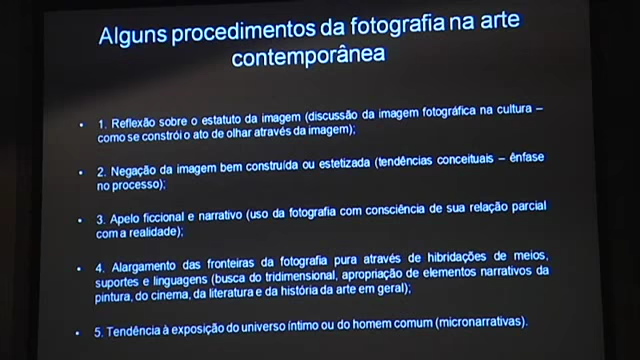 Alguns procedimentos da fotografia na arte
contemporânea
• 1. Reflexão sobre o estatuto da imagem (discussão da imagem fotográfica na cultura –
como se constrói o ato de olhar através da imagem);
• 2. Negação da imagem bem construída ou estetizada (tendências conceituais – ênfase
no processo);
• 3. Apelo ficcional e narrativo (uso da fotografia com consciência de sua relação parcial
com a realidade);
• 4. Alargamento das fronteiras da fotografia pura através de hibridações de meios,
suportes e linguagens (busca do tridimensional, apropriação de elementos narrativos da
pintura, do cinema, da literatura e da história da arte em geral);
• 5. Tendência à exposição do universo íntimo ou do homem comum (micronarrativas).